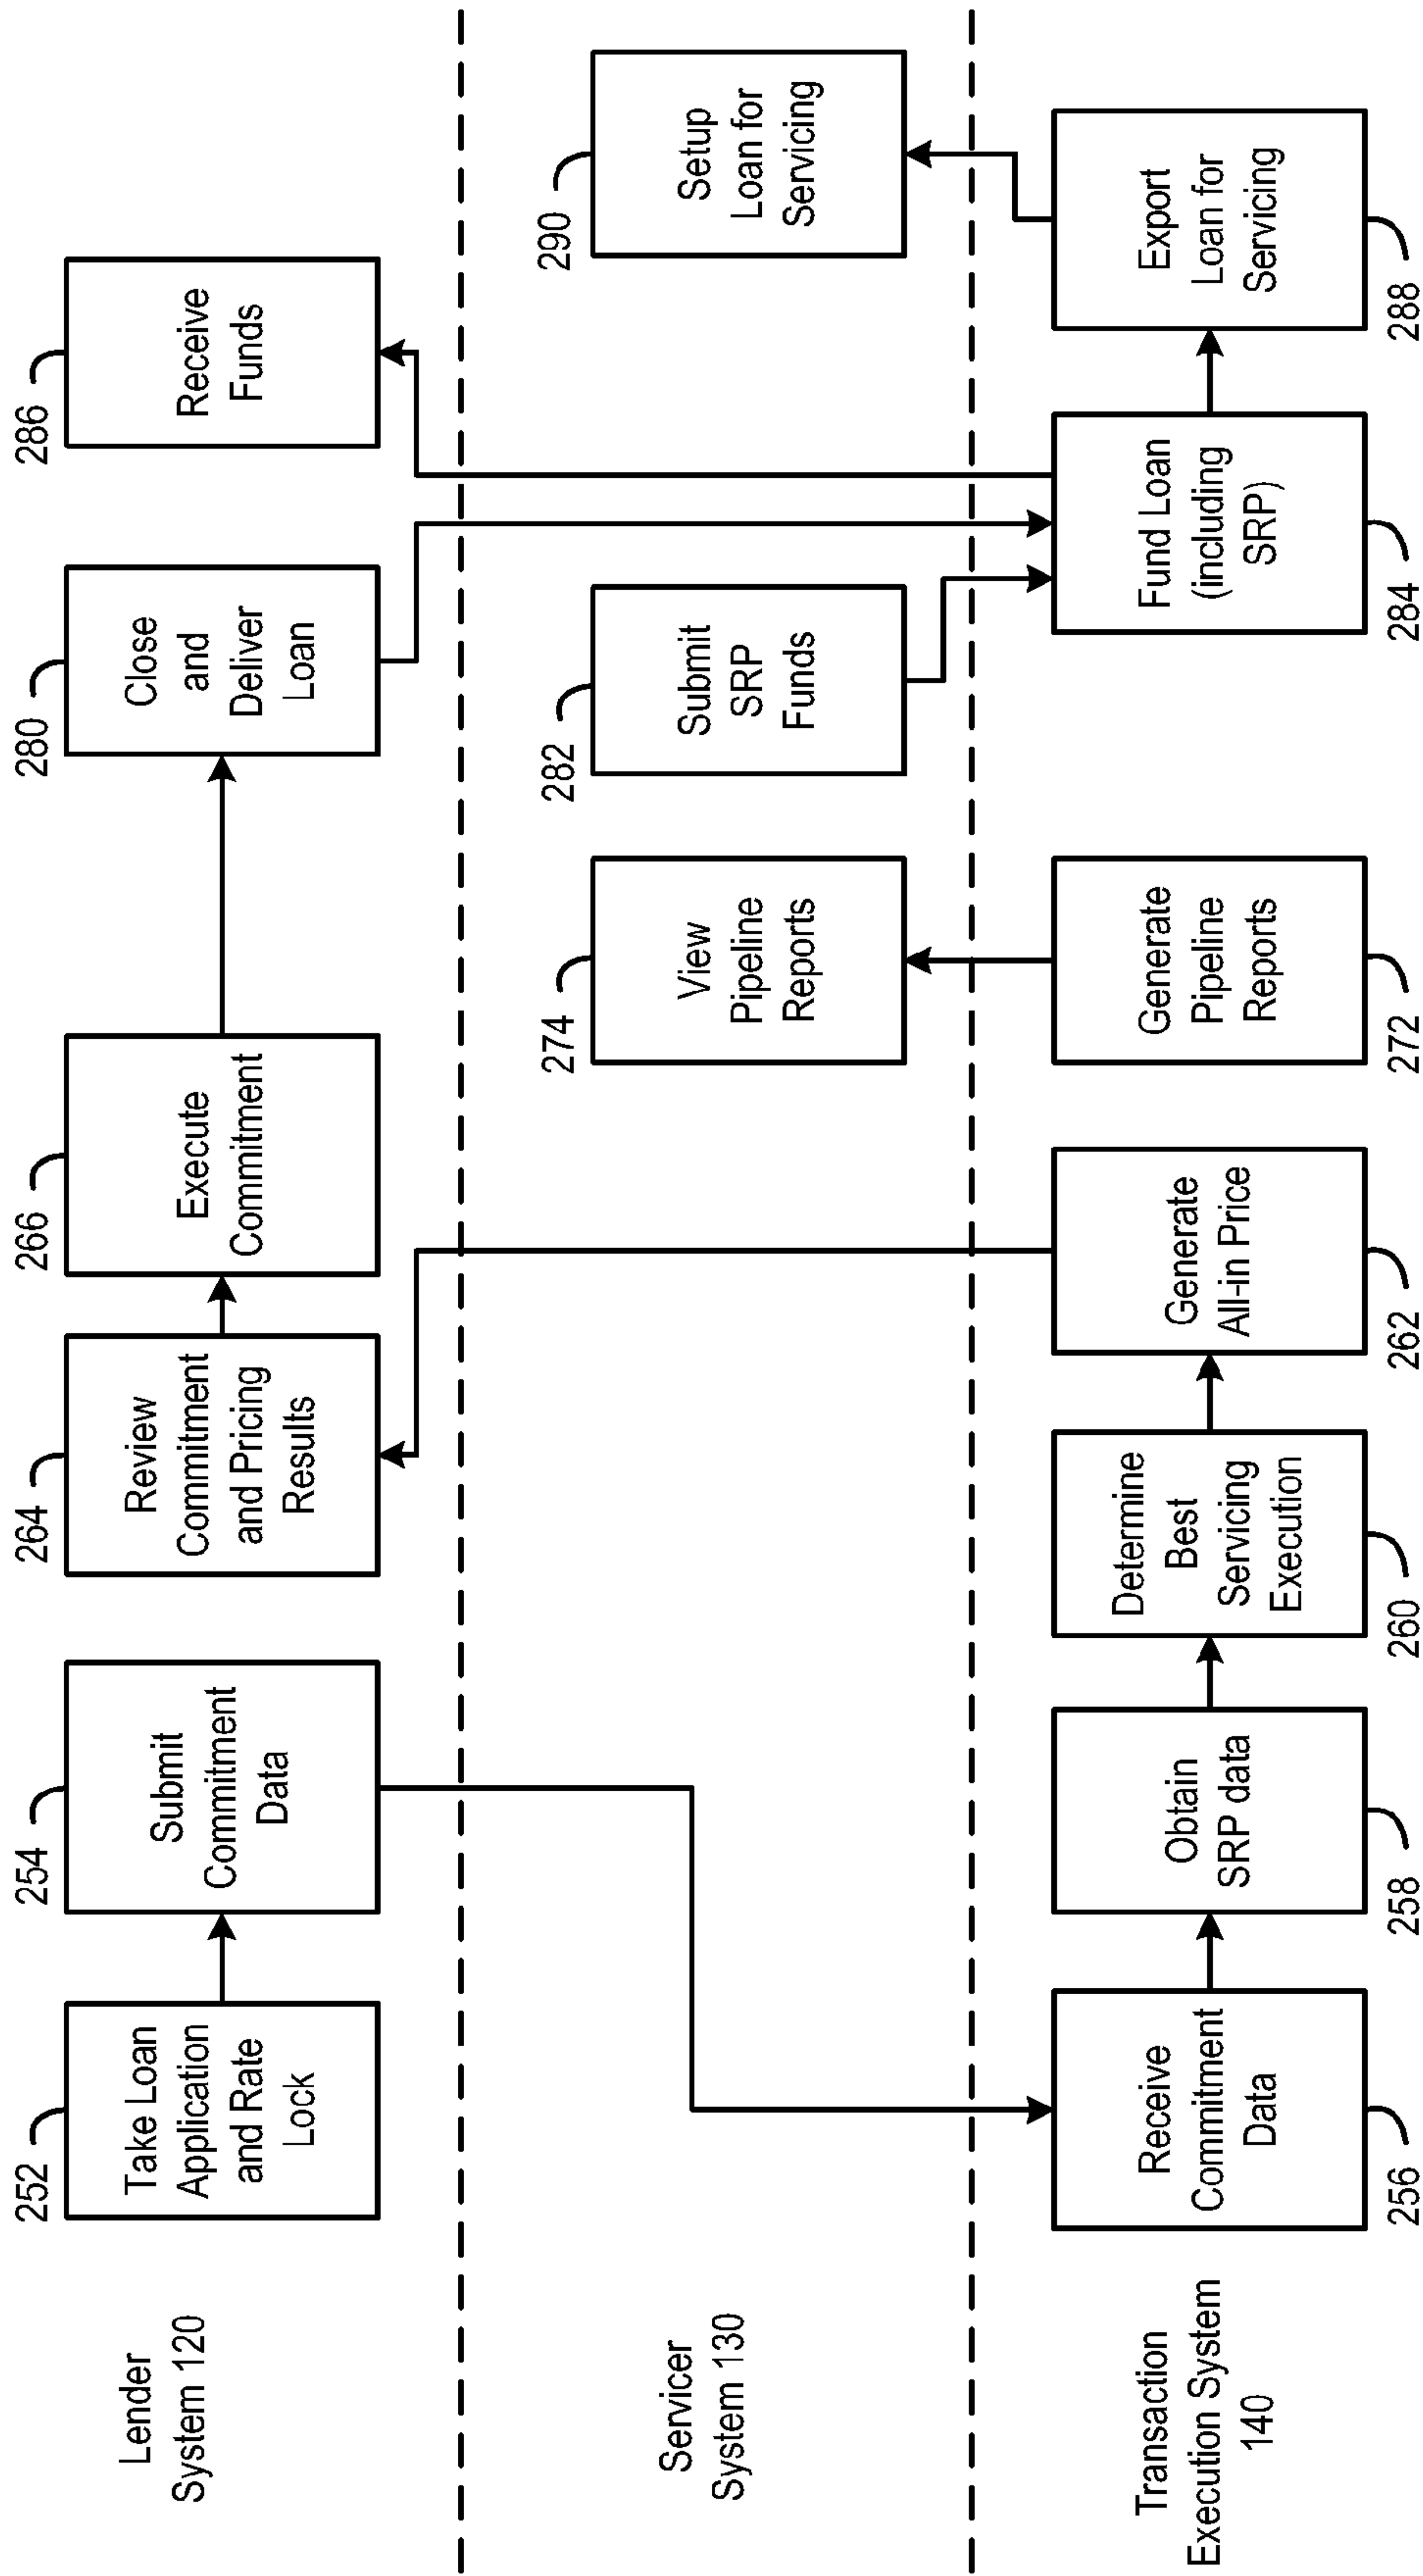 Lender
System 120
252
Take Loan
Application
and Rate
Lock
254
Submit
Commitment
Data
264
Review
Commitment
and Pricing
Results
266
Execute
Commitment
280
Close
and
Deliver
Loan
286
Receive
Funds
Servicer
System 130
274
View
Pipeline
Reports
282
Submit
SRP
Funds
290
Setup
Loan for
Servicing
Transaction
Execution System
140
Receive
Commitment
Data
256
Obtain
SRP data
258
Determine
Best
Servicing
Execution
260
Generate
All-in Price
262
Generate
Pipeline
Reports
272
Fund Loan
(including
SRP)
284
Export
Loan for
Servicing
288